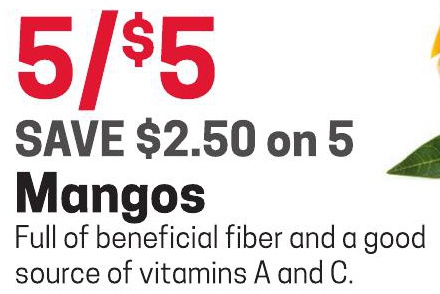 5/$5
SAVE $2.50 on 5
Mangos
Full of beneficial fiber and a good
source of vitamins A and C.